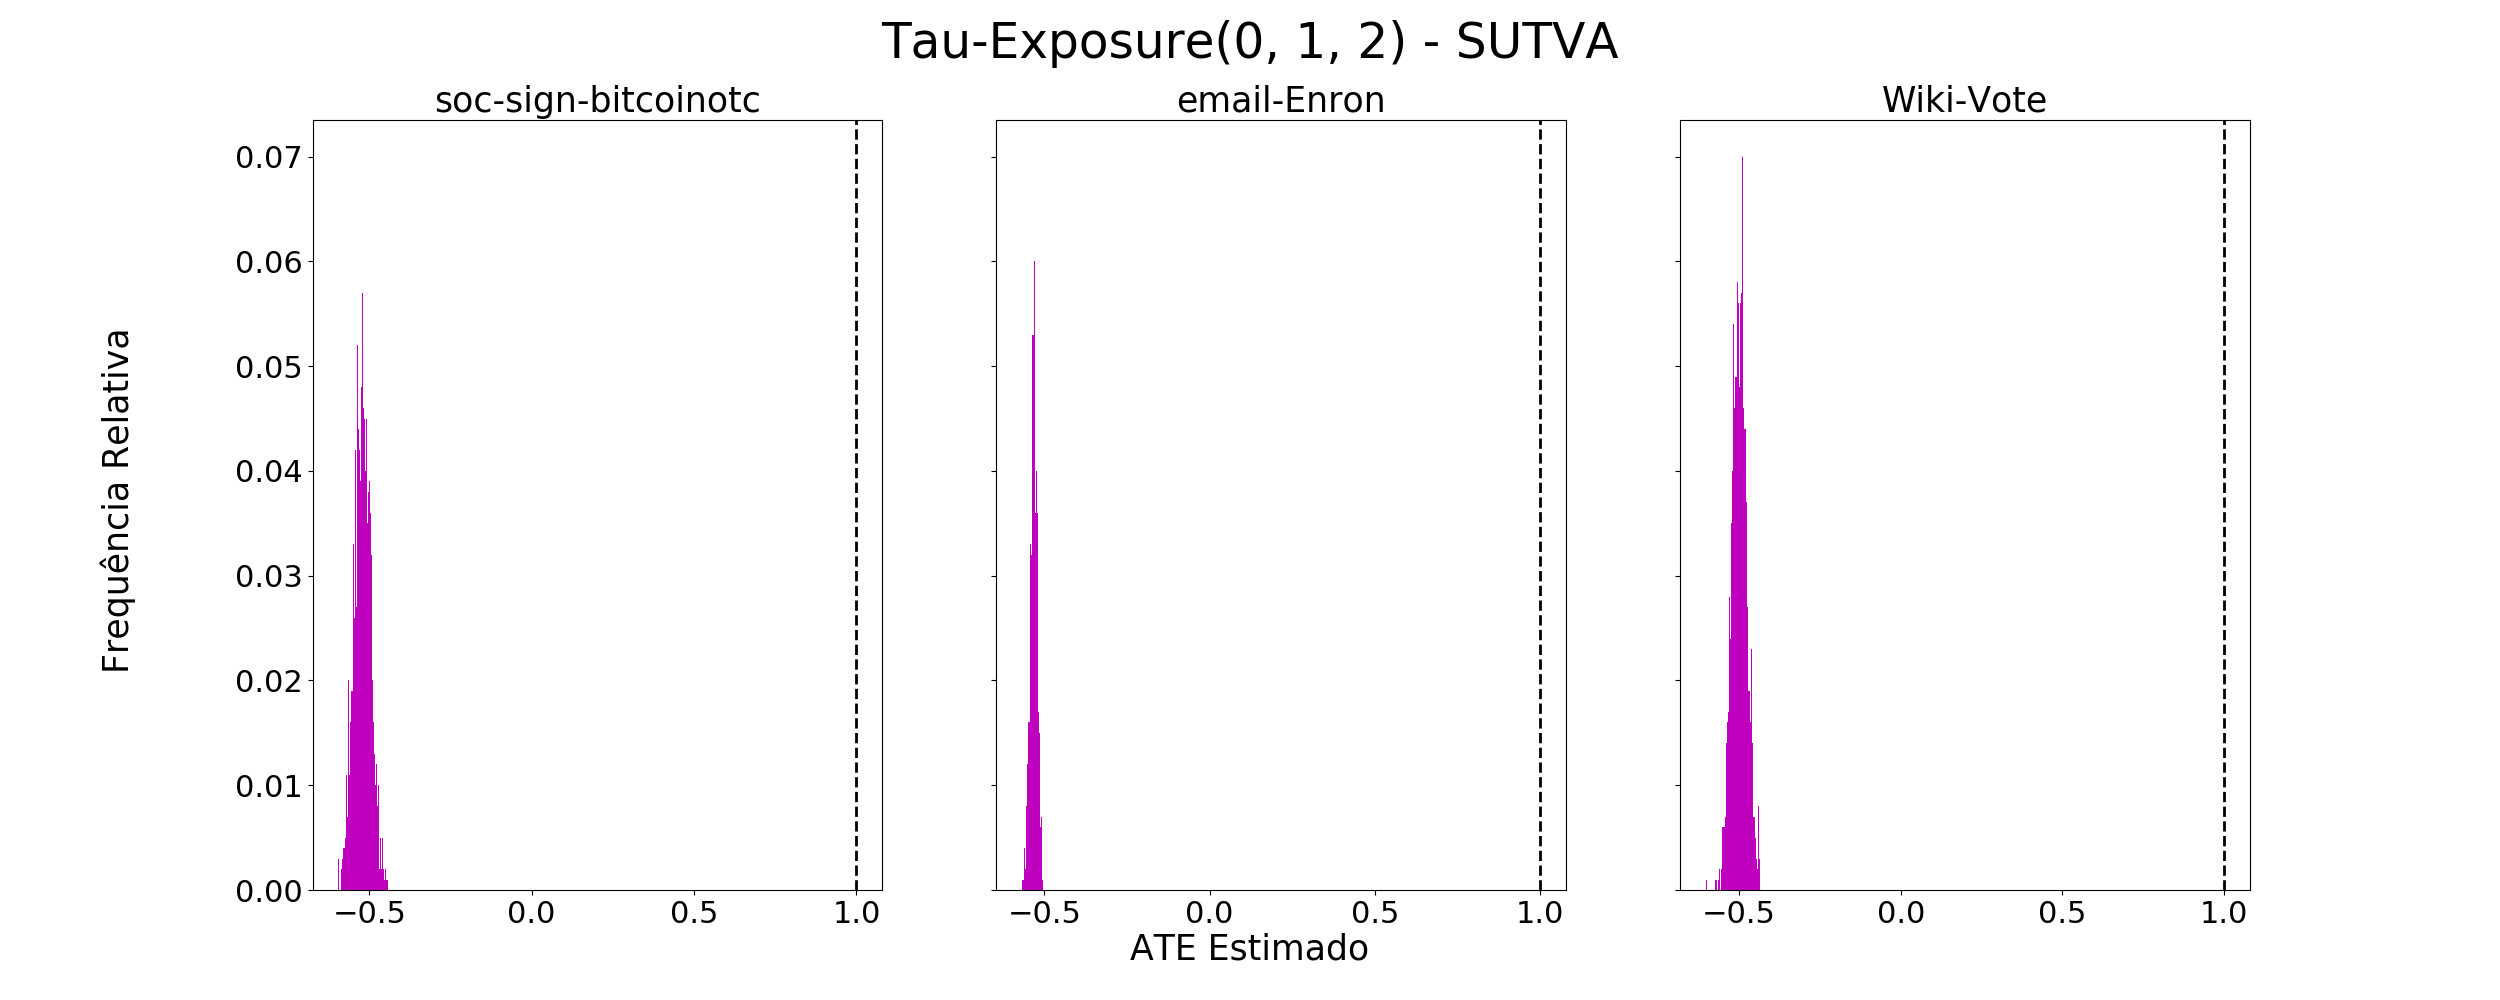 Tau-Exposure(0, 1, 2) - SUTVA
soc-sign-bitcoinotc
email-Enron
Wiki-Vote
Frequência Relativa
0.07
0.06
0.05
0.04
0.03
0.02
0.01
0.00
−0.5 0.0 0.5 1.0
−0.5 0.0 0.5 1.0
−0.5 0.0 0.5 1.0
ATE Estimado